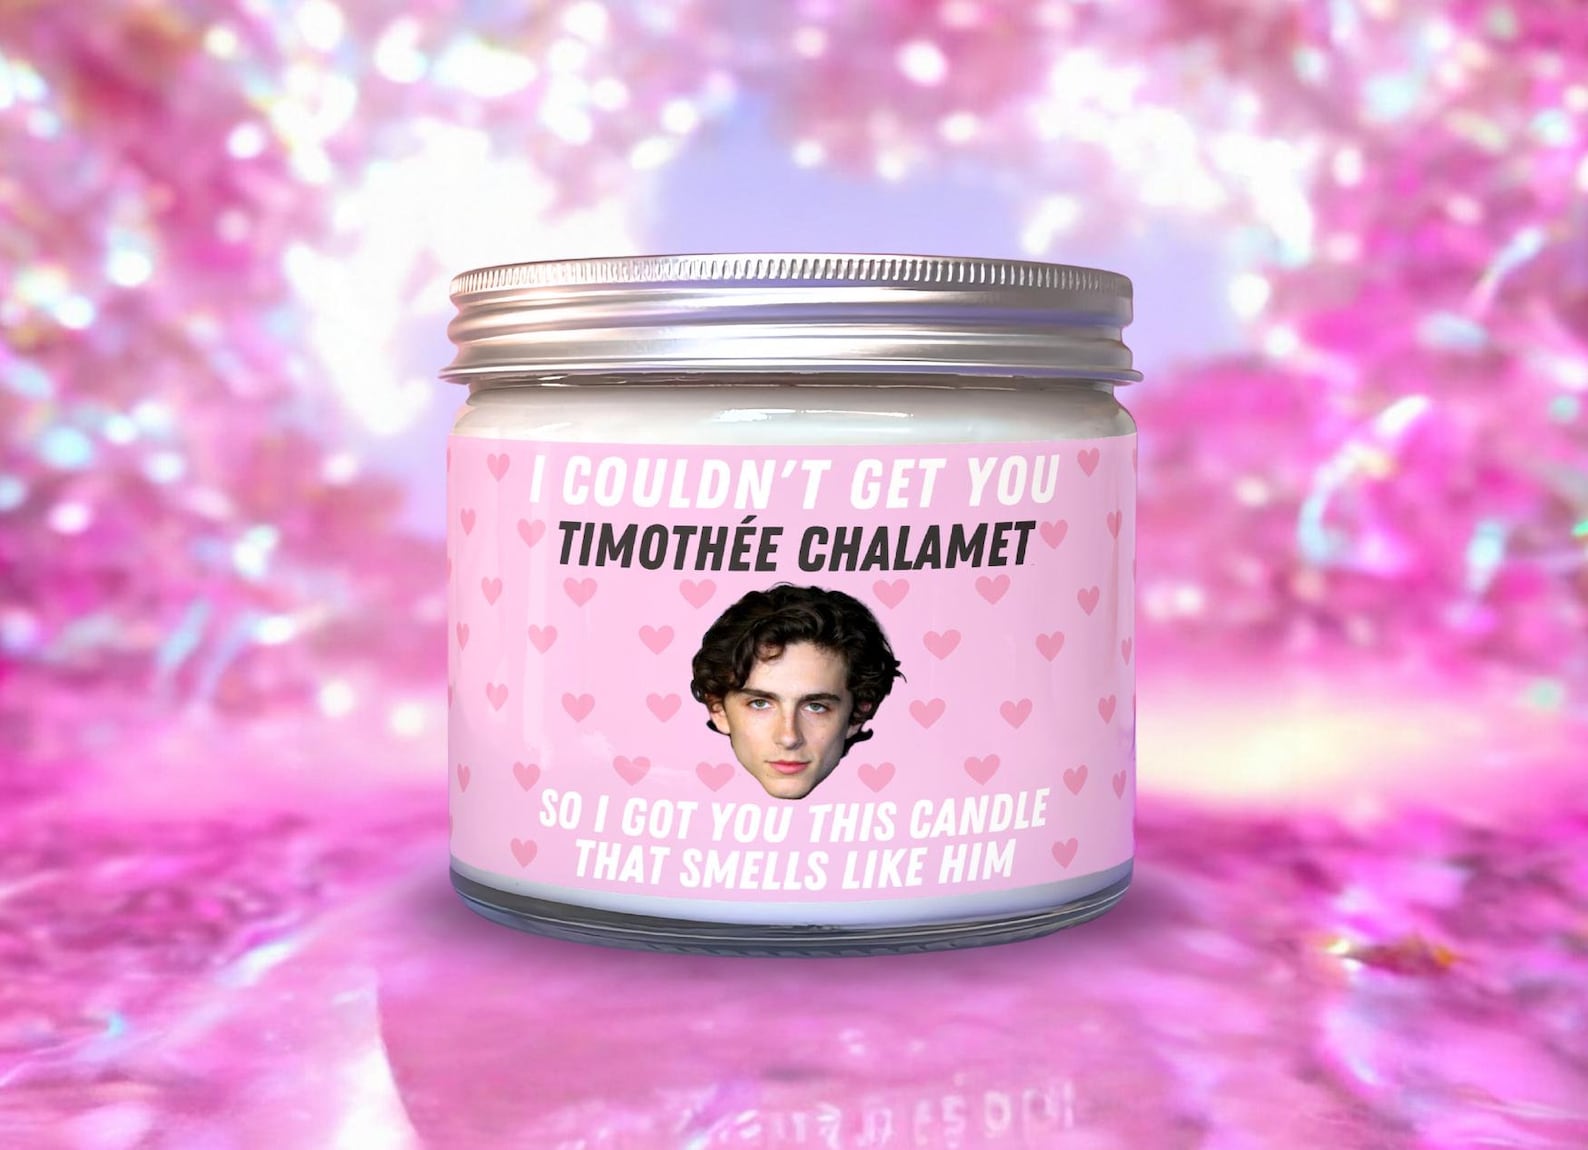 I COULDN'T GET YOU
TIMOTHÉE CHALAMET
SO I GOT YOU THIS CANDLE
THAT SMELLS LIKE HIM